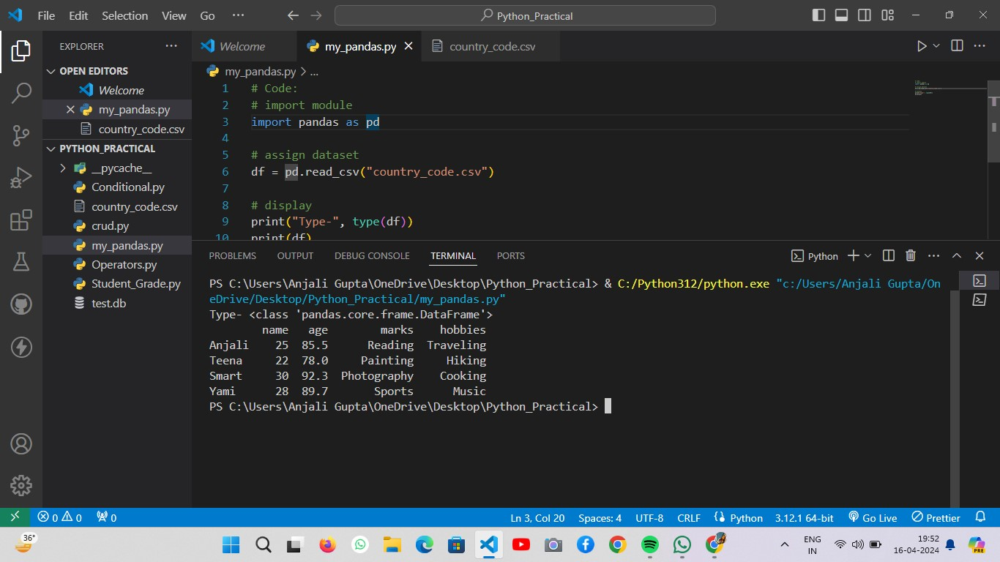 File Edit Selection View Go ··· Python_Practical
EXPLORER ···
OPEN EDITORS
Welcome
my_pandas.py
country_code.csv
PYTHON_PRACTICAL
__pycache__
Conditional.py
country_code.csv
crud.py
my_pandas.py
Operators.py
Student_Grade.py
test.db
Welcome my_pandas.py country_code.csv
my_pandas.py > ...
1 # Code:
2 # import module
3 import pandas as pd
4
5 # assign dataset
6 df = pd.read_csv("country_code.csv")
7
8 # display
9 print("Type-", type(df))
10 print(df)
PROBLEMS OUTPUT DEBUG CONSOLE TERMINAL PORTS Python
PS C:\Users\Anjali Gupta\OneDrive\Desktop\Python_Practical> & C:/Python312/python.exe "c:/Users/Anjali Gupta/On
eDrive/Desktop/Python_Practical/my_pandas.py"
Type- <class 'pandas.core.frame.DataFrame'>
name age marks hobbies
Anjali 25 85.5 Reading Traveling
Teena 22 78.0 Painting Hiking
Smart 30 92.3 Photography Cooking
Yami 28 89.7 Sports Music
PS C:\Users\Anjali Gupta\OneDrive\Desktop\Python_Practical>
0 0 0 Ln 3, Col 20 Spaces: 4 UTF-8 CRLF Python 3.12.1 64-bit Go Live Prettier
36° ENG 19:52
IN 16-04-2024 PRE